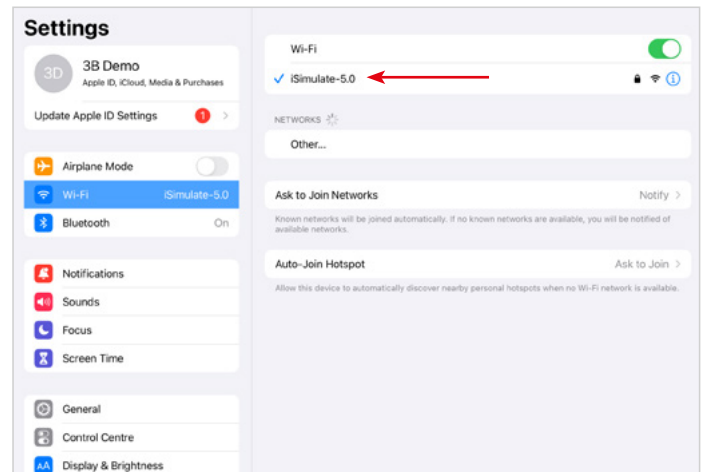 Settings
3D
3B Demo
Apple ID, iCloud, Media & Purchases
Update Apple ID Settings 1
Airplane Mode
Wi-Fi iSimulate-5.0
Bluetooth On
Notifications
Sounds
Focus
Screen Time
General
Control Centre
AA Display & Brightness
Wi-Fi
iSimulate-5.0
NETWORKS
Other...
Ask to Join Networks Notify
Known networks will be joined automatically. If no known networks are available, you will be notified of
available networks.
Auto-Join Hotspot Ask to Join
Allow this device to automatically discover nearby personal hotspots when no Wi-Fi network is available.